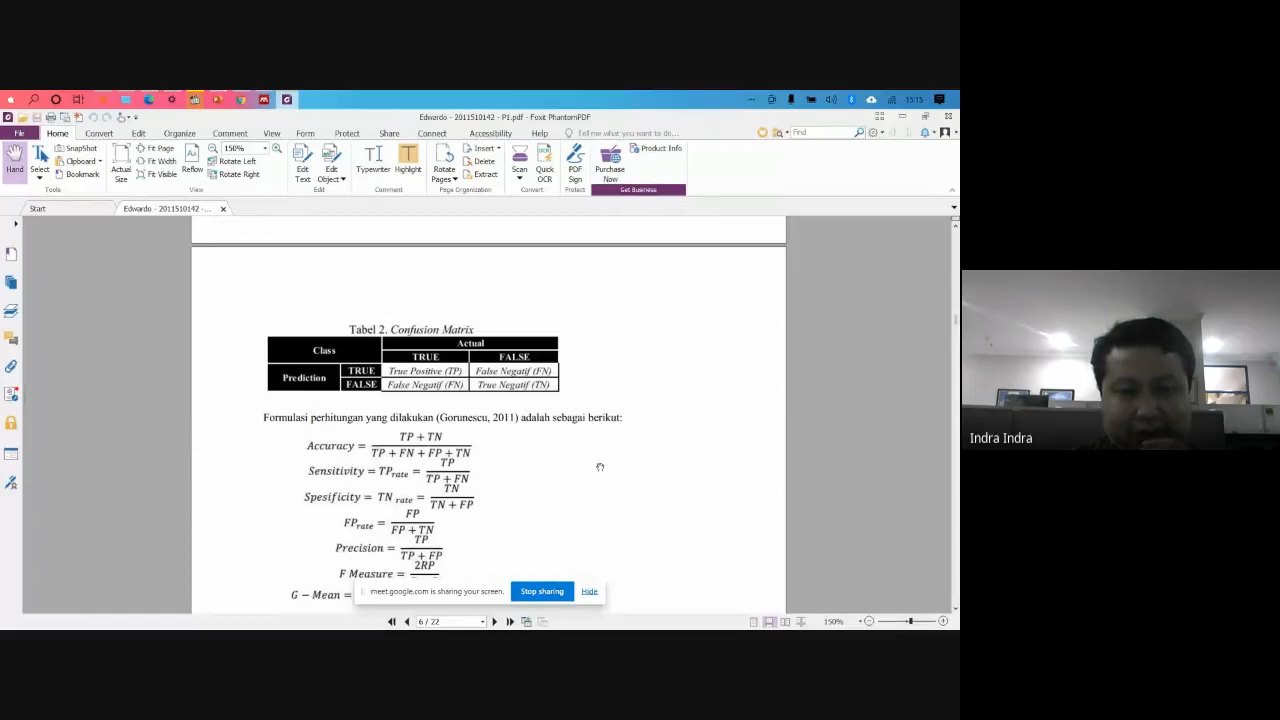 15:15
Edwardo - 2011510142 - P1.pdf - Foxit PhantomPDF
File Home Convert Edit Organize Comment View Form Protect Share Connect Accessibility Help Tell me what you want to do... Find
Hand Select SnapShot Clipboard Bookmark Actual Size Fit Page Fit Width Fit Visible Reflow 150% Rotate Left Rotate Right Edit Text Edit Object Typewriter Highlight Rotate Pages Insert Delete Extract Scan Quick OCR PDF Sign Purchase Now Product Info
Tools View Edit Comment Page Organization Convert Protect Get Business
Start Edwardo - 2011510142 -...
Tabel 2. Confusion Matrix
Class Actual
TRUE FALSE
Prediction TRUE True Positive (TP) False Negatif (FN)
FALSE False Negatif (FN) True Negatif (TN)
Formulasi perhitungan yang dilakukan (Gorunescu, 2011) adalah sebagai berikut:
Accuracy = TP + TN / TP + FN + FP + TN
Sensitivity = TPrate = TP / TP + FN
Spesificity = TN rate = TN / TN + FP
FPrate = FP / FP + TN
Precision = TP / TP + FP
F Measure = 2RP
G − Mean =
meet.google.com is sharing your screen. Stop sharing Hide
6 / 22 150%
Indra Indra